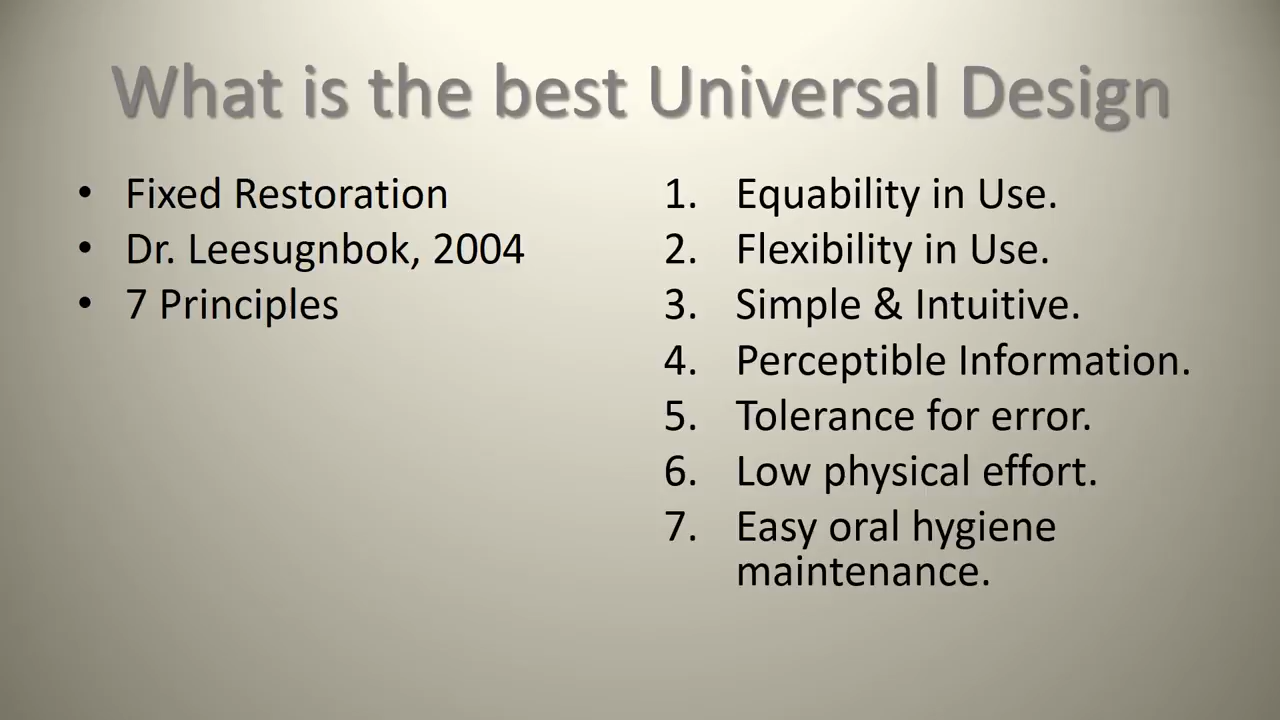 What is the best Universal Design
• Fixed Restoration
• Dr. Leesugnbok, 2004
• 7 Principles
1. Equability in Use.
2. Flexibility in Use.
3. Simple & Intuitive.
4. Perceptible Information.
5. Tolerance for error.
6. Low physical effort.
7. Easy oral hygiene
maintenance.